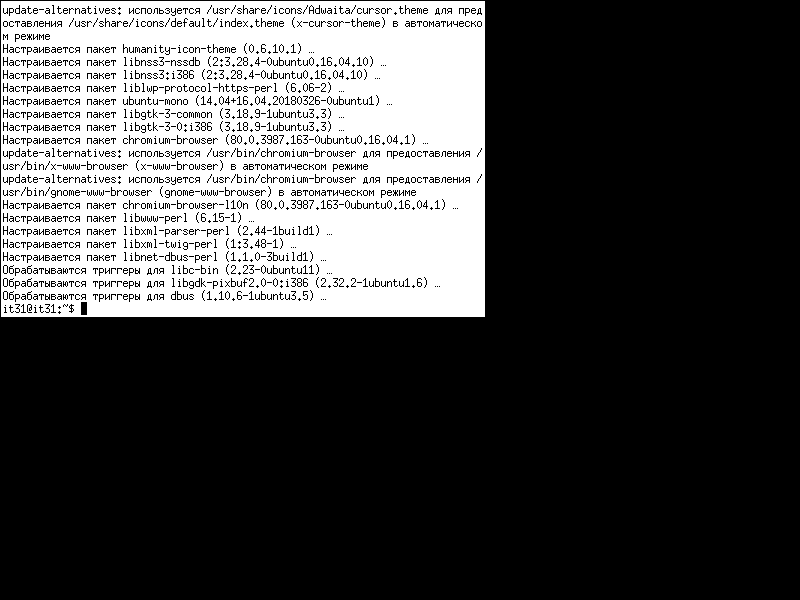 update-alternatives: используется /usr/share/icons/Adwaita/cursor.theme для пред
оставления /usr/share/icons/default/index.theme (x-cursor-theme) в автоматическо
м режиме
Настраивается пакет humanity-icon-theme (0.6.10.1) …
Настраивается пакет libnss3-nssdb (2:3.28.4-0ubuntu0.16.04.10) …
Настраивается пакет libnss3:i386 (2:3.28.4-0ubuntu0.16.04.10) …
Настраивается пакет liblwp-protocol-https-perl (6.06-2) …
Настраивается пакет ubuntu-mono (14.04+16.04.20180326-0ubuntu1) …
Настраивается пакет libgtk-3-common (3.18.9-1ubuntu3.3) …
Настраивается пакет libgtk-3-0:i386 (3.18.9-1ubuntu3.3) …
Настраивается пакет chromium-browser (80.0.3987.163-0ubuntu0.16.04.1) …
update-alternatives: используется /usr/bin/chromium-browser для предоставления /
usr/bin/x-www-browser (x-www-browser) в автоматическом режиме
update-alternatives: используется /usr/bin/chromium-browser для предоставления /
usr/bin/gnome-www-browser (gnome-www-browser) в автоматическом режиме
Настраивается пакет chromium-browser-l10n (80.0.3987.163-0ubuntu0.16.04.1) …
Настраивается пакет libwww-perl (6.15-1) …
Настраивается пакет libxml-parser-perl (2.44-1build1) …
Настраивается пакет libxml-twig-perl (1:3.48-1) …
Настраивается пакет libnet-dbus-perl (1.1.0-3build1) …
Обрабатываются триггеры для libc-bin (2.23-0ubuntu11) …
Обрабатываются триггеры для libgdk-pixbuf2.0-0:i386 (2.32.2-1ubuntu1.6) …
Обрабатываются триггеры для dbus (1.10.6-1ubuntu3.5) …
it31@it31:~$